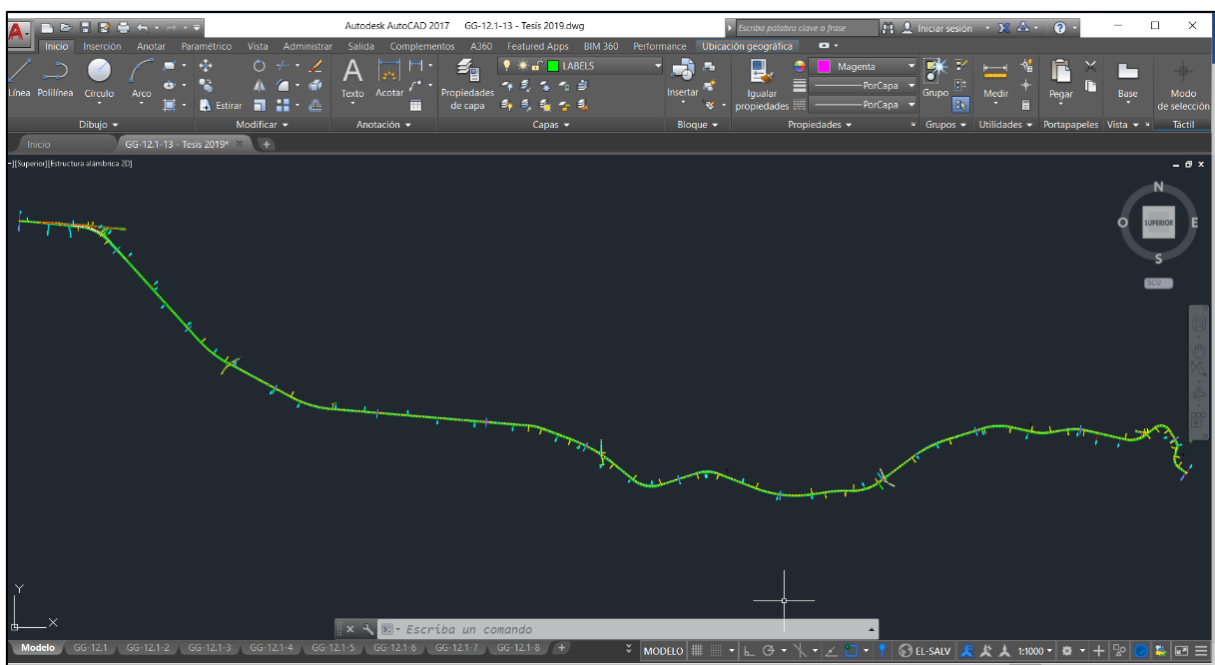 A Autodesk AutoCAD 2017 GG-12.1-13 - Tesis 2019.dwg Escriba palabra clave o frase Iniciar sesión
Inicio Inserción Anotar Paramétrico Vista Administrar Salida Complementos A360 Featured Apps BIM 360 Performance Ubicación geográfica
LABELS
Magenta
PorCapa
PorCapa
Línea Polilínea Círculo Arco
Estirar
A Texto Acotar
Propiedades de capa
Insertar
Igualar propiedades
Grupo Medir Pegar Base Modo de selección
Dibujo Modificar Anotación Capas Bloque Propiedades Grupos Utilidades Portapapeles Vista Táctil
Inicio GG-12.1-13 - Tesis 2019* +
-][Superior][Estructura alámbrica 2D]
N
O SUPERIOR E
S
SCU
Y
X
Escriba un comando
Modelo GG-12.1 GG-12.1-2 GG-12.1-3 GG-12.1-4 GG-12.1-5 GG-12.1-6 GG-12.1-7 GG-12.1-8 + MODELO EL-SALV 1:1000